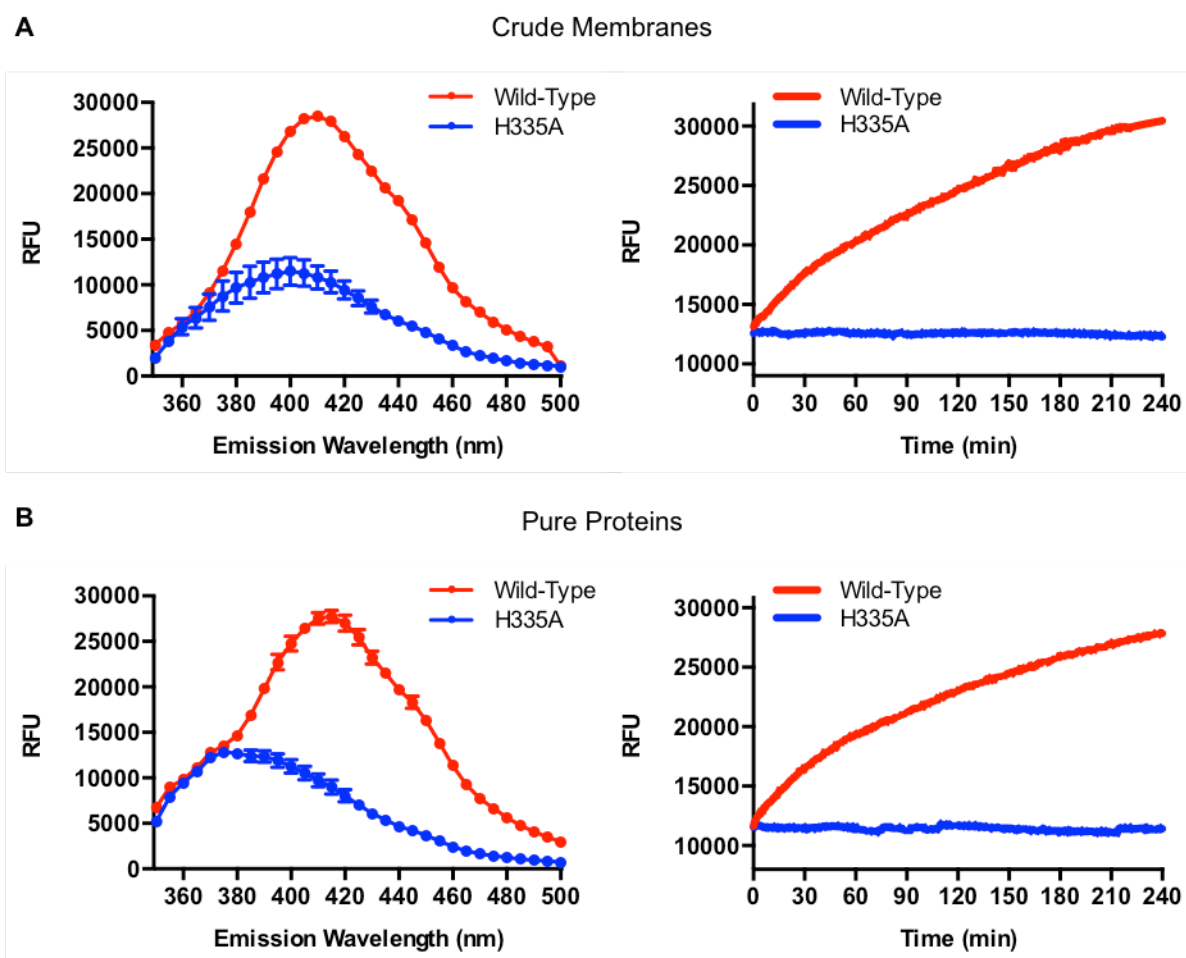 A
Crude Membranes
Wild-Type
H335A
30000
25000
20000
15000
10000
5000
0
RFU
360 380 400 420 440 460 480 500
Emission Wavelength (nm)
Wild-Type
H335A
30000
25000
20000
15000
10000
RFU
0 30 60 90 120 150 180 210 240
Time (min)
B
Pure Proteins
Wild-Type
H335A
30000
25000
20000
15000
10000
5000
0
RFU
360 380 400 420 440 460 480 500
Emission Wavelength (nm)
Wild-Type
H335A
30000
25000
20000
15000
10000
RFU
0 30 60 90 120 150 180 210 240
Time (min)